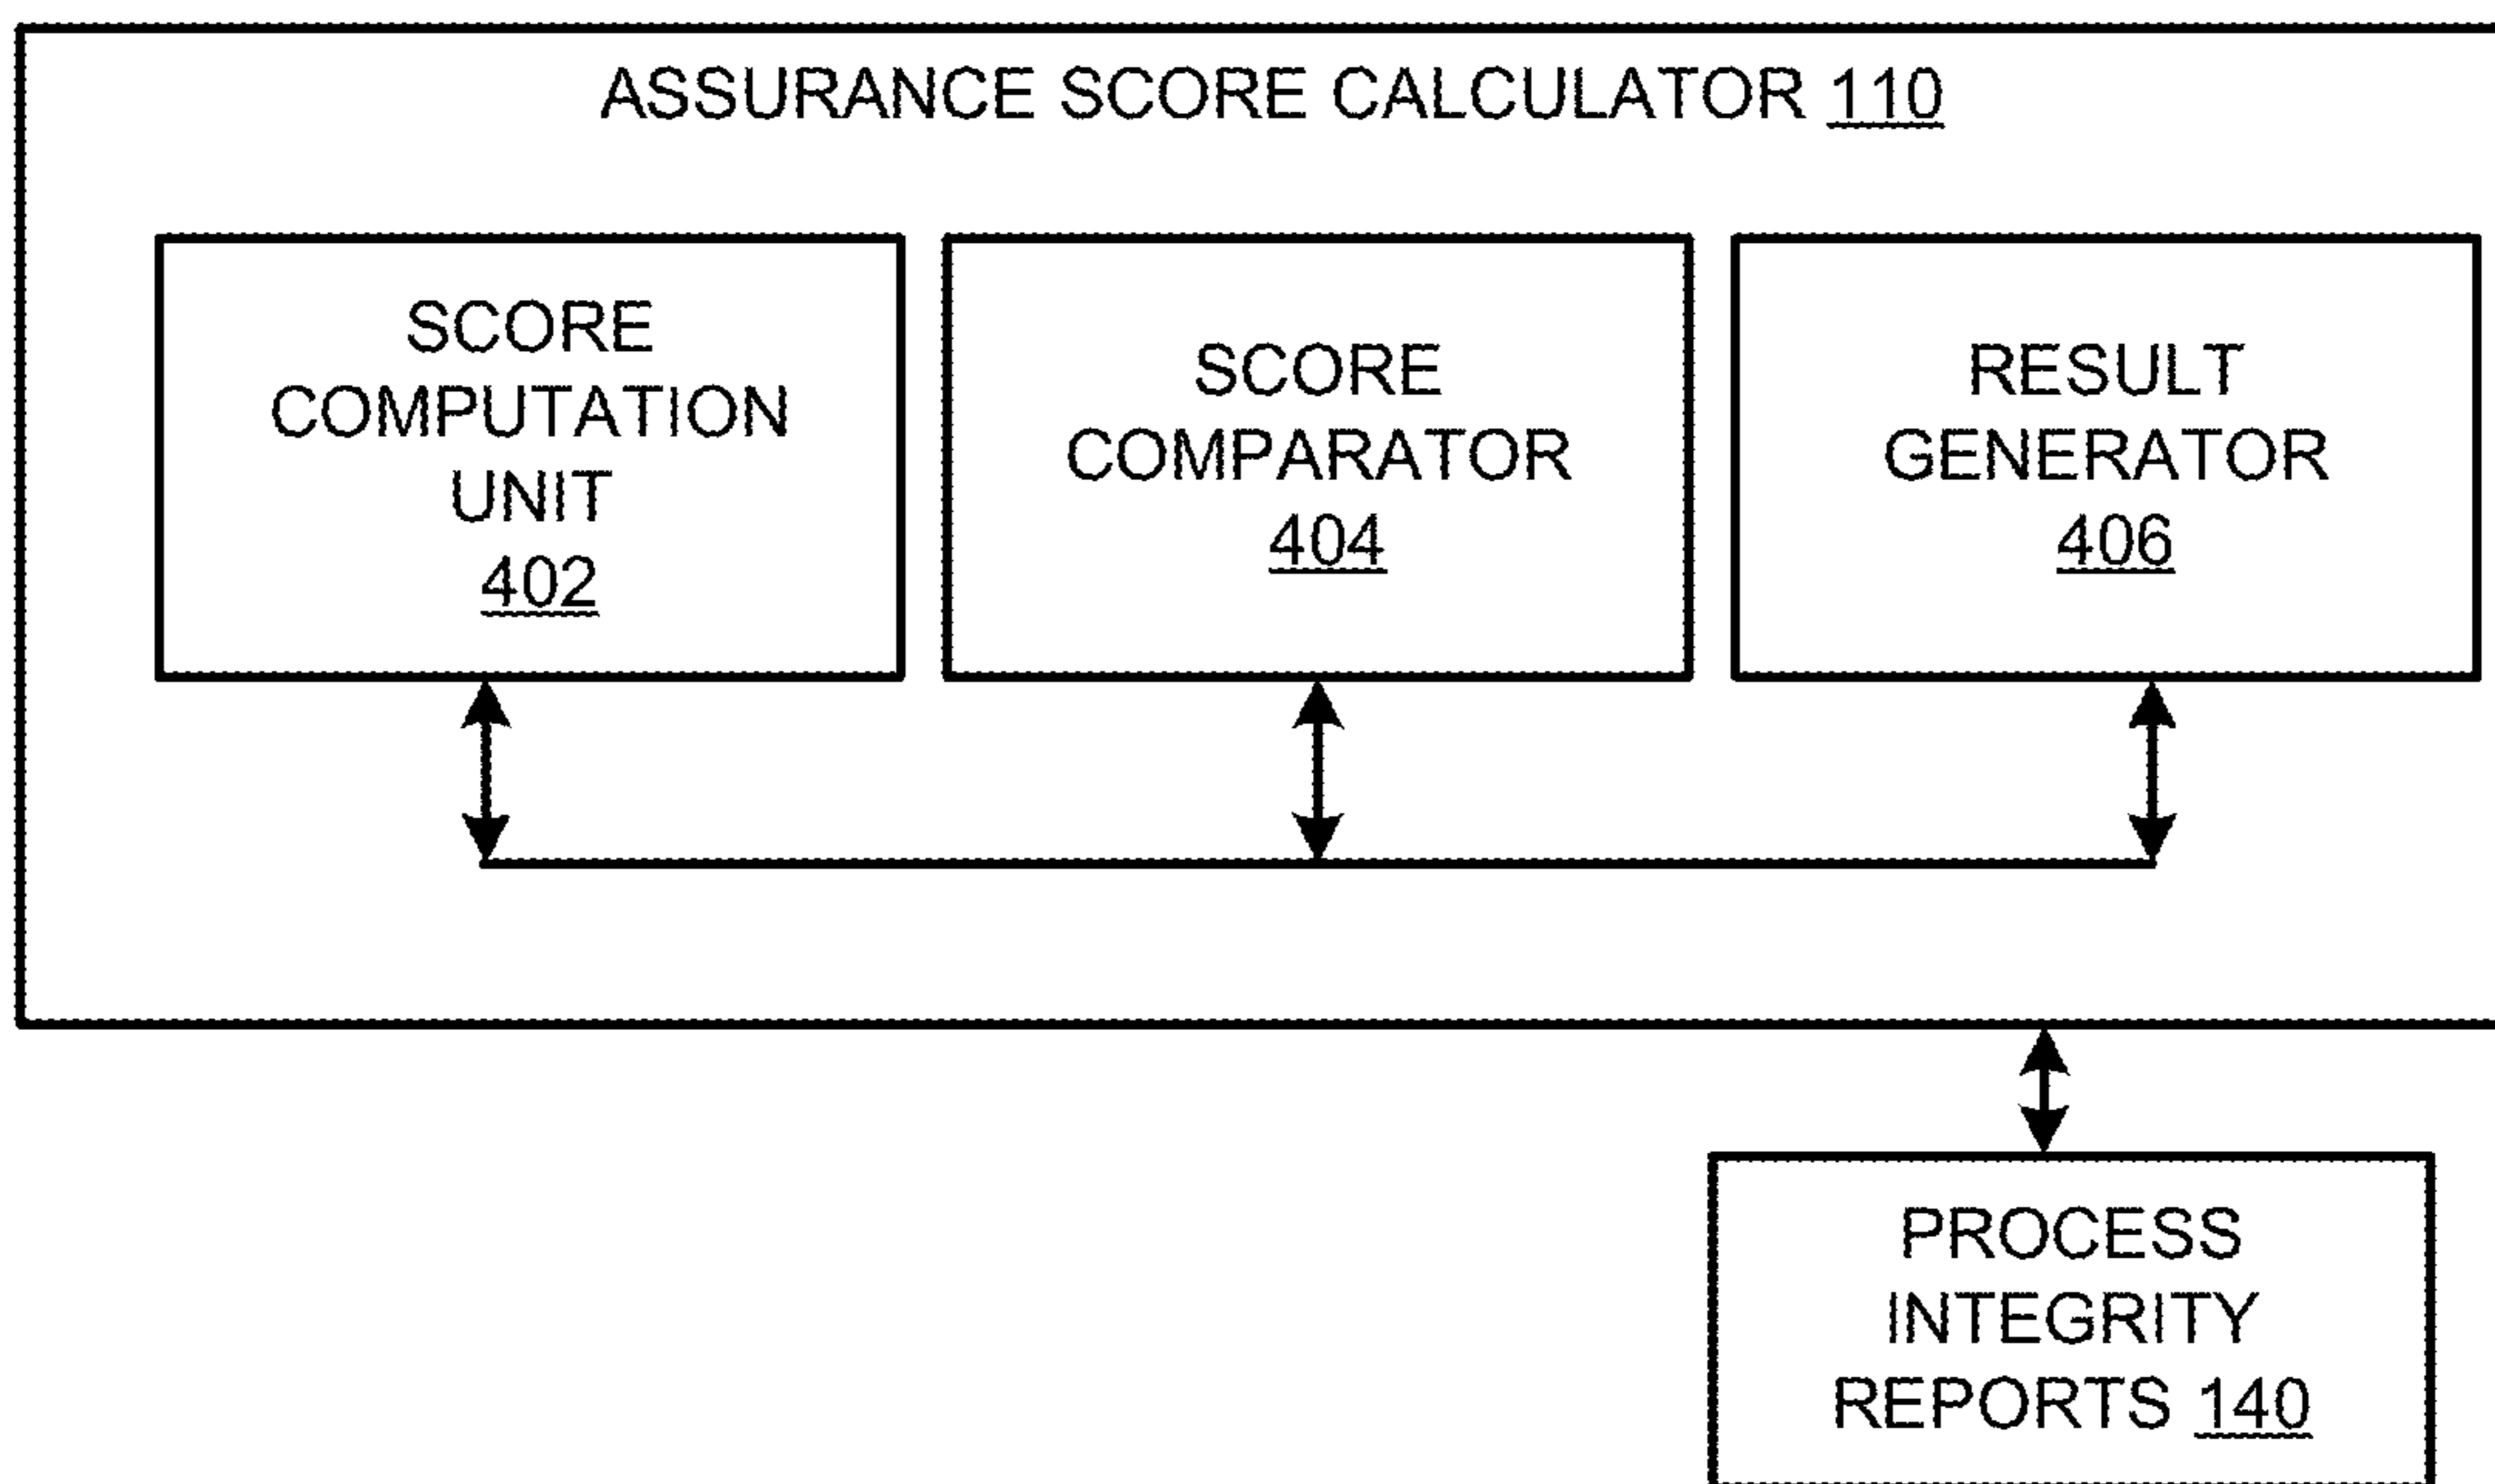 ASSURANCE SCORE CALCULATOR 110
SCORE
COMPUTATION
UNIT
402
SCORE
COMPARATOR
404
RESULT
GENERATOR
406
PROCESS
INTEGRITY
REPORTS 140